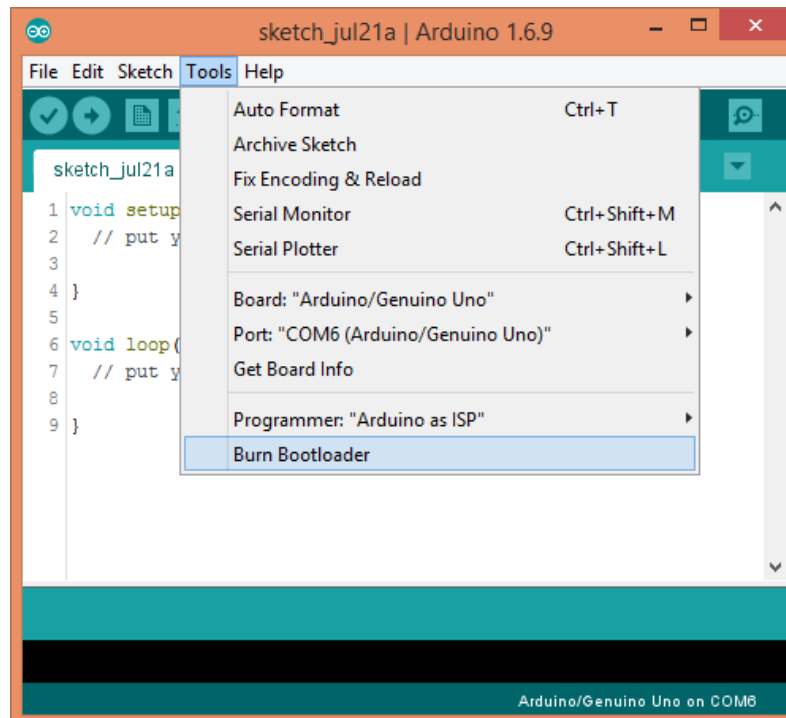 sketch_jul21a | Arduino 1.6.9
File Edit Sketch Tools Help
Auto Format Ctrl+T
Archive Sketch
sketch_jul21a
Fix Encoding & Reload
1 void setup
Serial Monitor Ctrl+Shift+M
2 // put y
Serial Plotter Ctrl+Shift+L
3
4 }
Board: "Arduino/Genuino Uno"
5
Port: "COM6 (Arduino/Genuino Uno)"
6 void loop(
7 // put y
Get Board Info
8
9 }
Programmer: "Arduino as ISP"
Burn Bootloader
Arduino/Genuino Uno on COM6